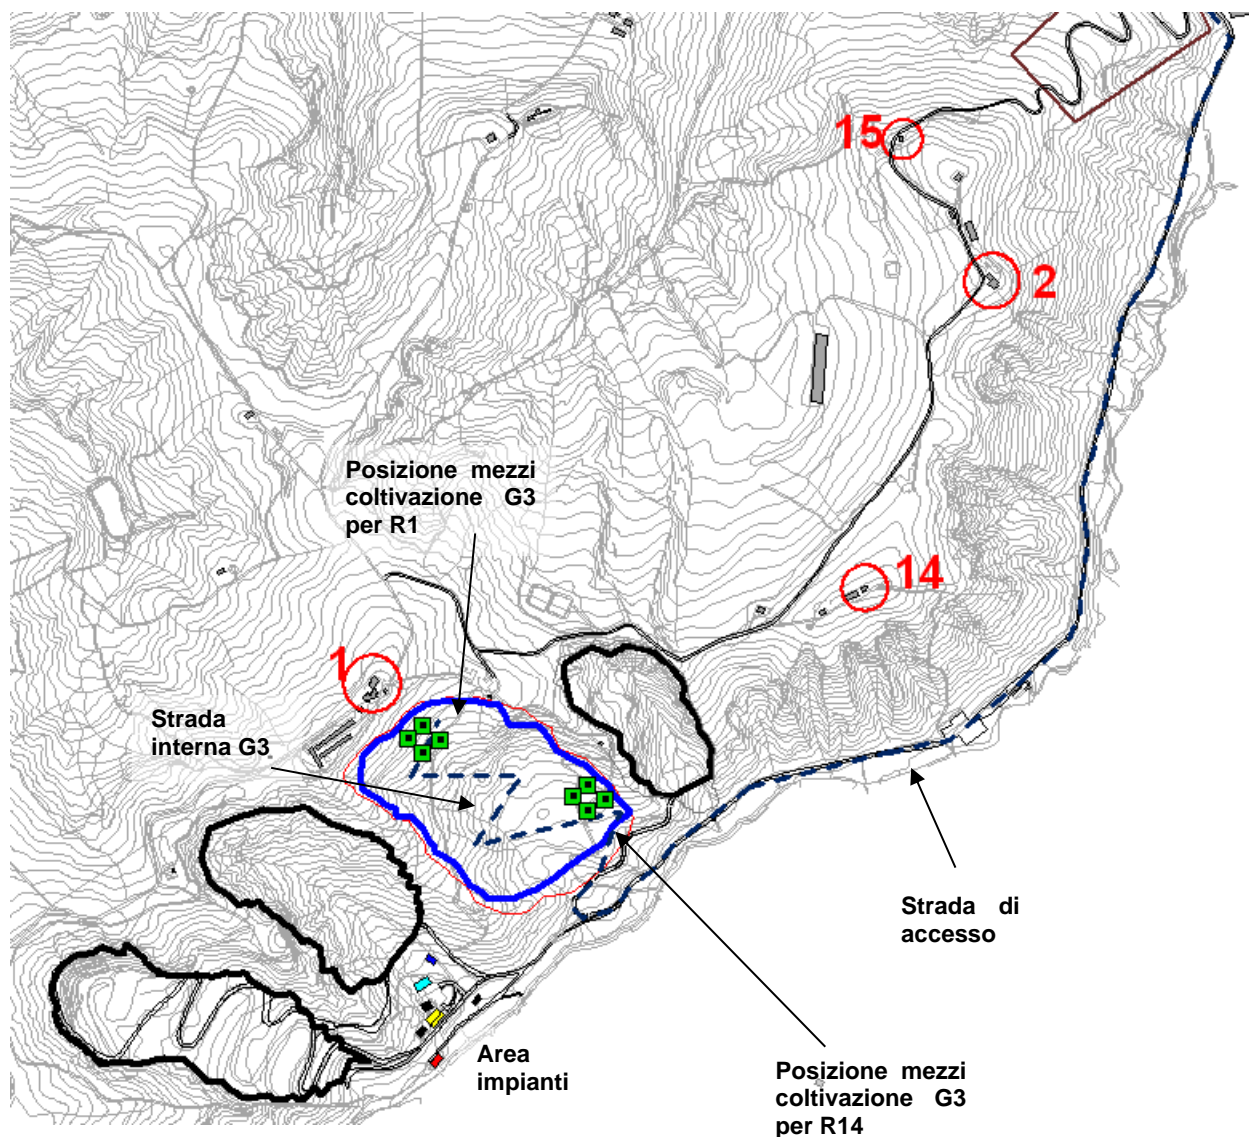 15
2
Posizione mezzi
coltivazione G3
per R1
14
1
Strada
interna G3
Strada di
accesso
Area
impianti
Posizione mezzi
coltivazione G3
per R14